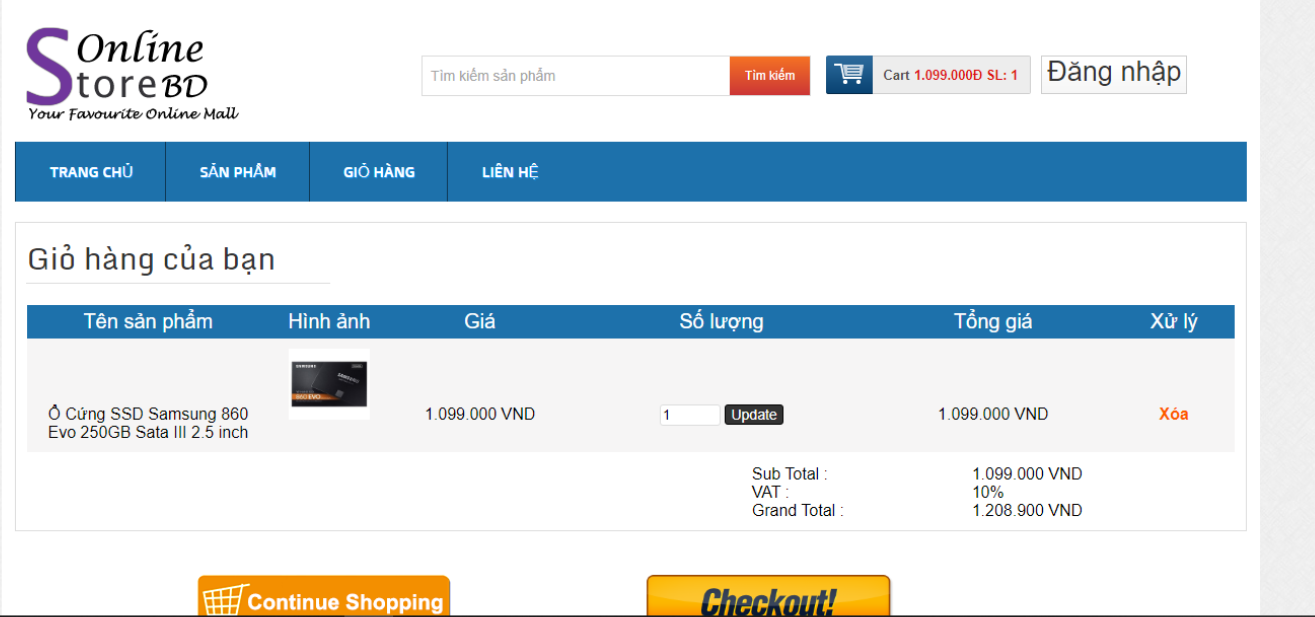 Online
StoreBD
Your Favourite Online Mall
Tìm kiếm sản phẩm
Tìm kiếm
Cart 1.099.000Đ SL: 1
Đăng nhập
TRANG CHỦ
SẢN PHẨM
GIỎ HÀNG
LIÊN HỆ
Giỏ hàng của bạn
Tên sản phẩm
Hình ảnh
Giá
Số lượng
Tổng giá
Xử lý
Ổ Cứng SSD Samsung 860
Evo 250GB Sata III 2.5 inch
SAMSUNG
860 EVO
1.099.000 VND
1
Update
1.099.000 VND
Xóa
Sub Total :
1.099.000 VND
VAT :
10%
Grand Total :
1.208.900 VND
Continue Shopping
Checkout!